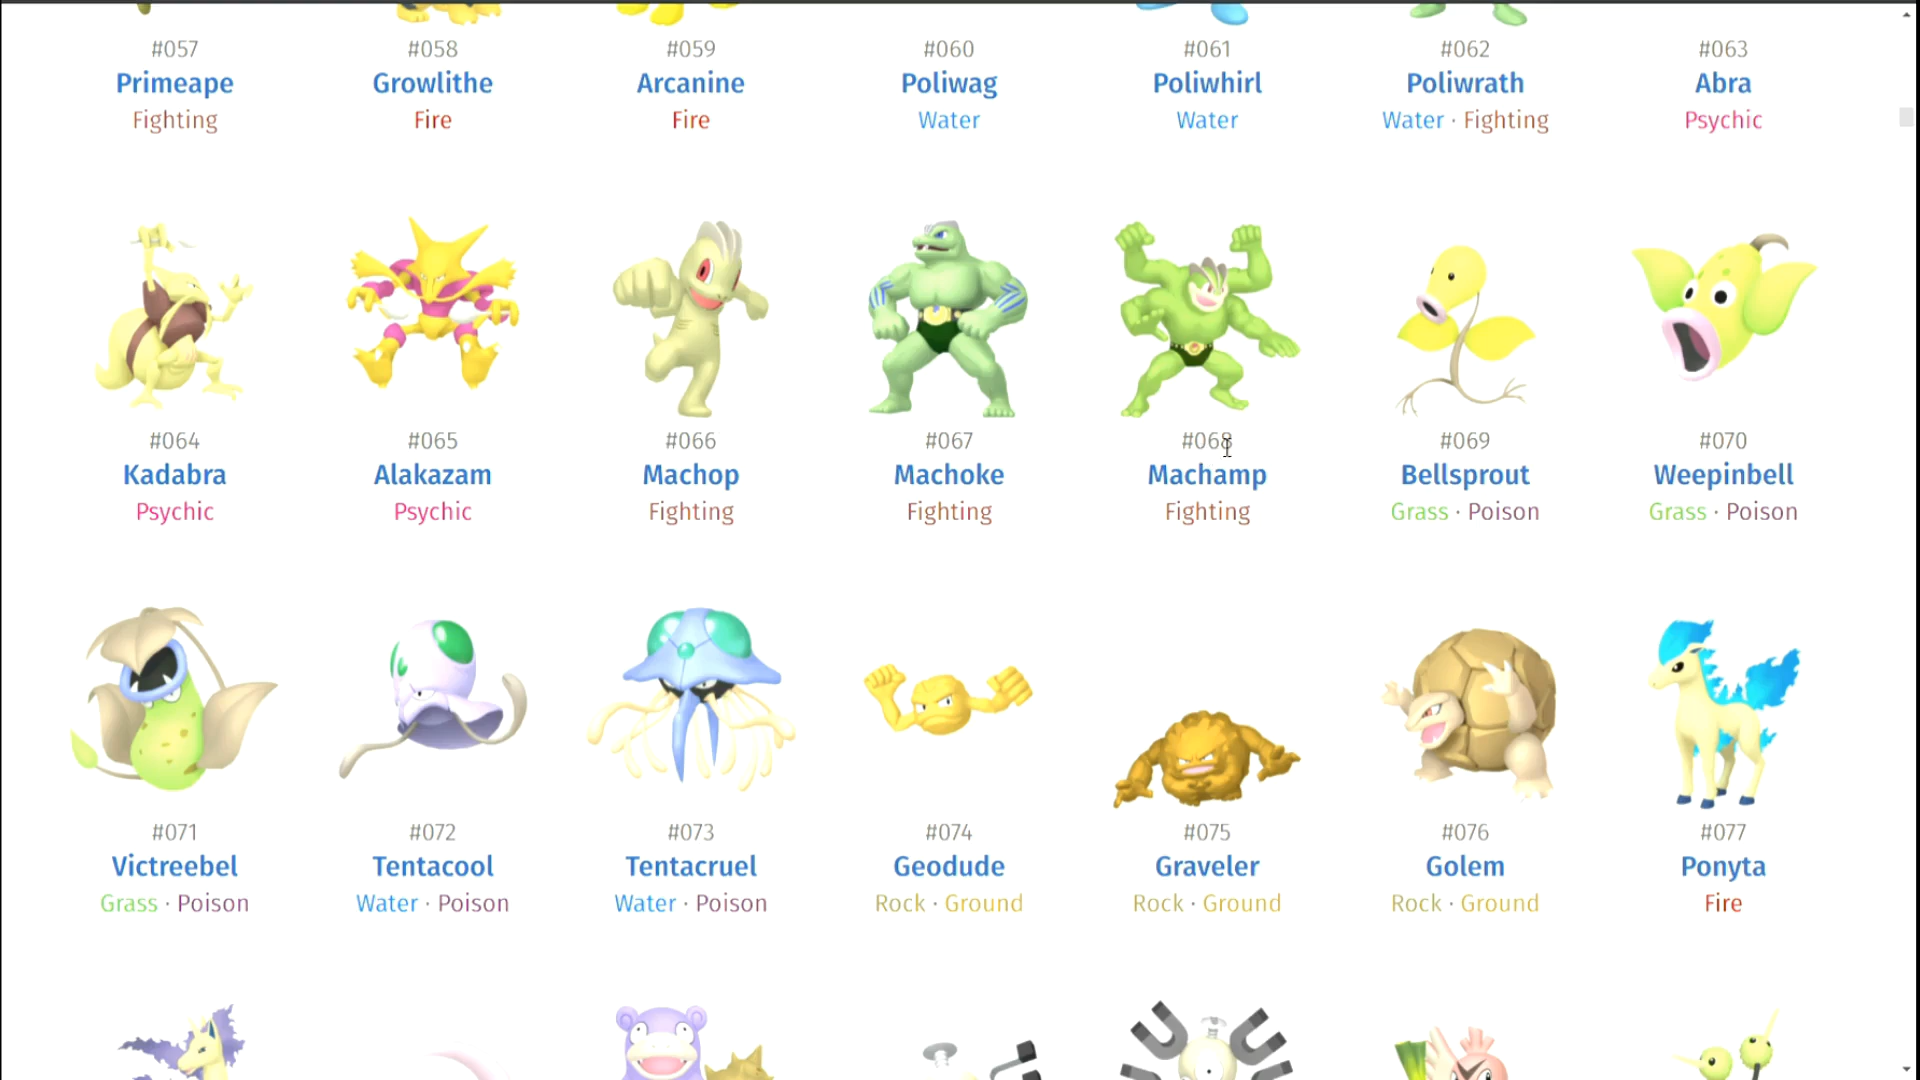 #057 #058 #059 #060 #061 #062 #063
Primeape Growlithe Arcanine Poliwag Poliwhirl Poliwrath Abra
Fighting Fire Fire Water Water Water · Fighting Psychic
#064 #065 #066 #067 #068 #069 #070
Kadabra Alakazam Machop Machoke Machamp Bellsprout Weepinbell
Psychic Psychic Fighting Fighting Fighting Grass · Poison Grass · Poison
#071 #072 #073 #074 #075 #076 #077
Victreebel Tentacool Tentacruel Geodude Graveler Golem Ponyta
Grass · Poison Water · Poison Water · Poison Rock · Ground Rock · Ground Rock · Ground Fire